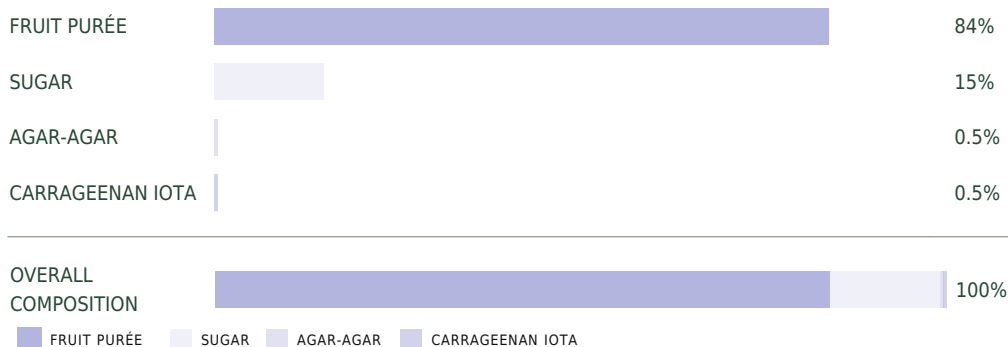 FRUIT PURÉE 84%
SUGAR 15%
AGAR-AGAR 0.5%
CARRAGEENAN IOTA 0.5%
OVERALL
COMPOSITION 100%
FRUIT PURÉE SUGAR AGAR-AGAR CARRAGEENAN IOTA